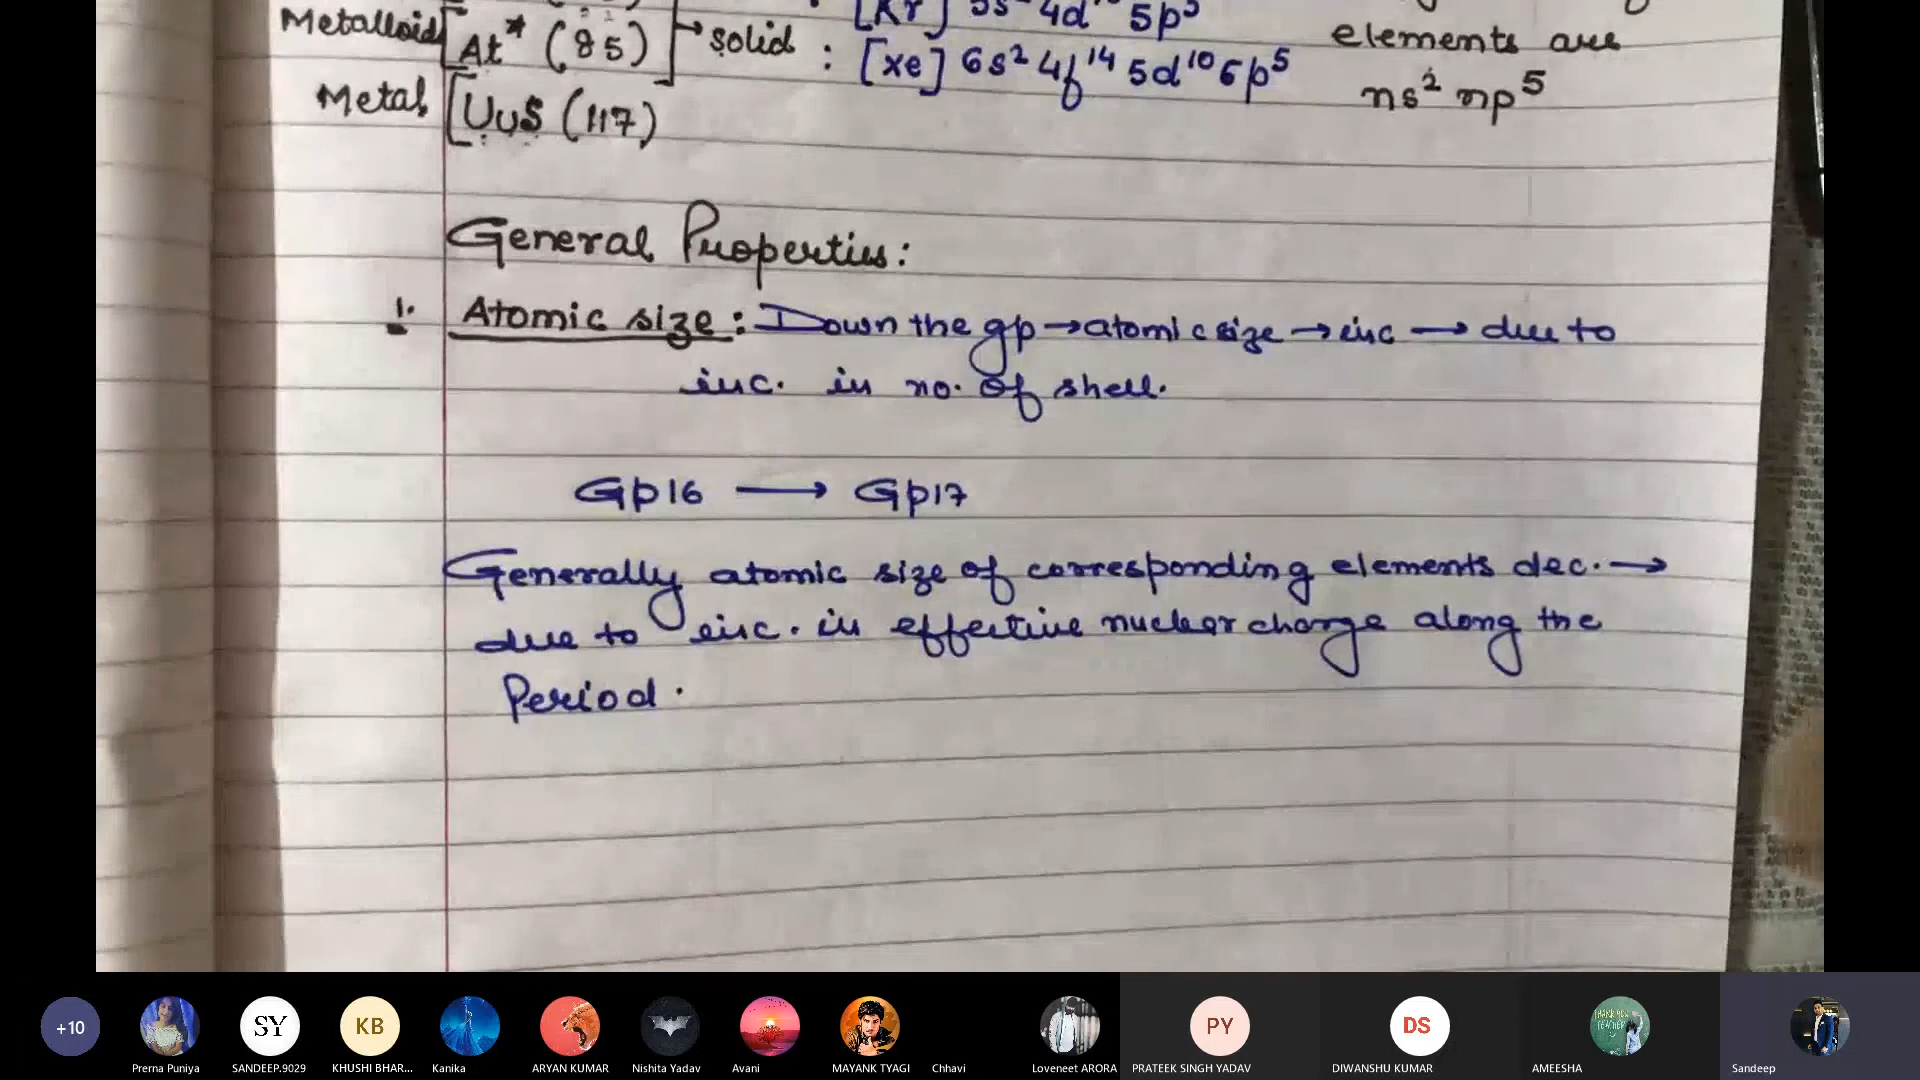 Metalloid [At* (85) ] → solid : [Xe] 6s² 4f¹⁴ 5d¹⁰ 6p⁵
5p⁵
elements are
Metal [UuS (117)
ns² np⁵
General Properties:
1. Atomic size: Down the gp → atomic size → inc → due to
inc. in no. of shell.
Gp16 ⟶ Gp17
Generally atomic size of corresponding elements dec. →
due to inc. in effective nuclear charge along the
Period.
+10
SY
KB
PY
DS
THANK YOU TEACHER
Prerna Puniya
SANDEEP.9029
KHUSHI BHAR...
Kanika
ARYAN KUMAR
Nishita Yadav
Avani
MAYANK TYAGI
Chhavi
Loveneet ARORA
PRATEEK SINGH YADAV
DIWANSHU KUMAR
AMEESHA
Sandeep